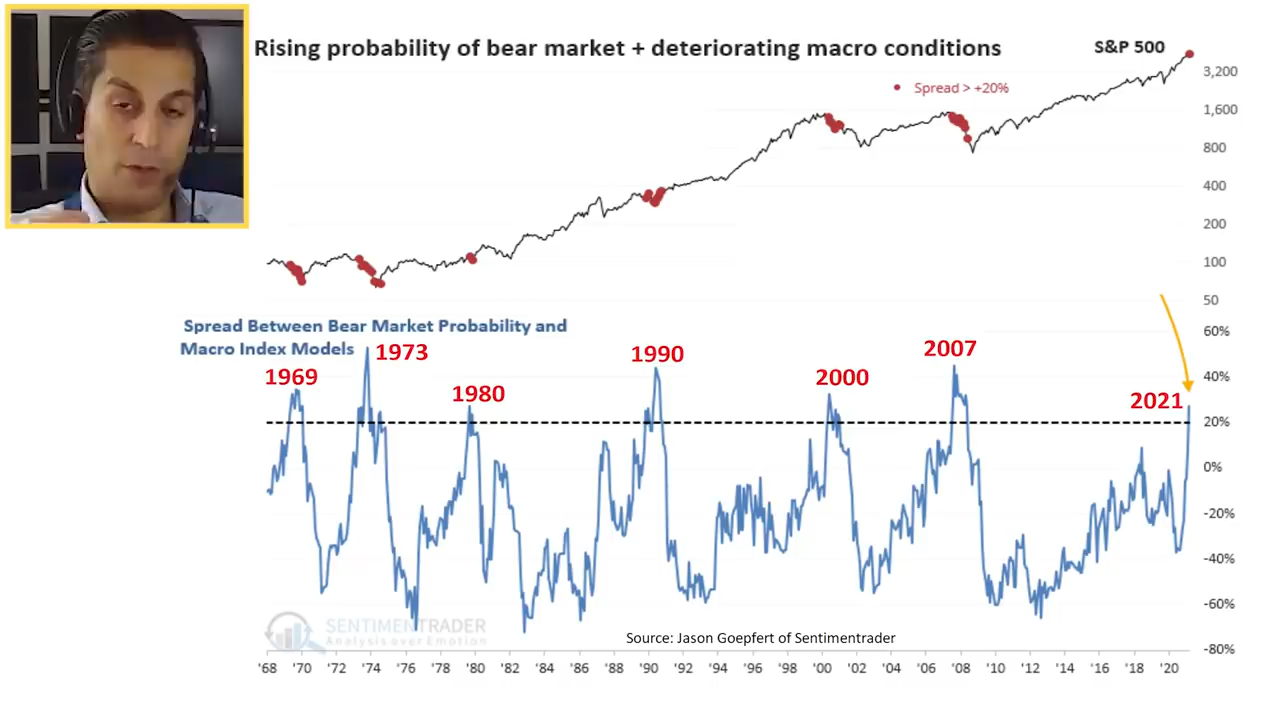 Rising probability of bear market + deteriorating macro conditions
S&P 500
Spread > +20%
3,200
1,600
800
400
200
100
50
Spread Between Bear Market Probability and
Macro Index Models
1969
1973
1980
1990
2000
2007
2021
60%
40%
20%
0%
-20%
-40%
-60%
-80%
SENTIMENTRADER
Analysis over Emotion
Source: Jason Goepfert of Sentimentrader
'68 '70 '72 '74 '76 '78 '80 '82 '84 '86 '88 '90 '92 '94 '96 '98 '00 '02 '04 '06 '08 '10 '12 '14 '16 '18 '20